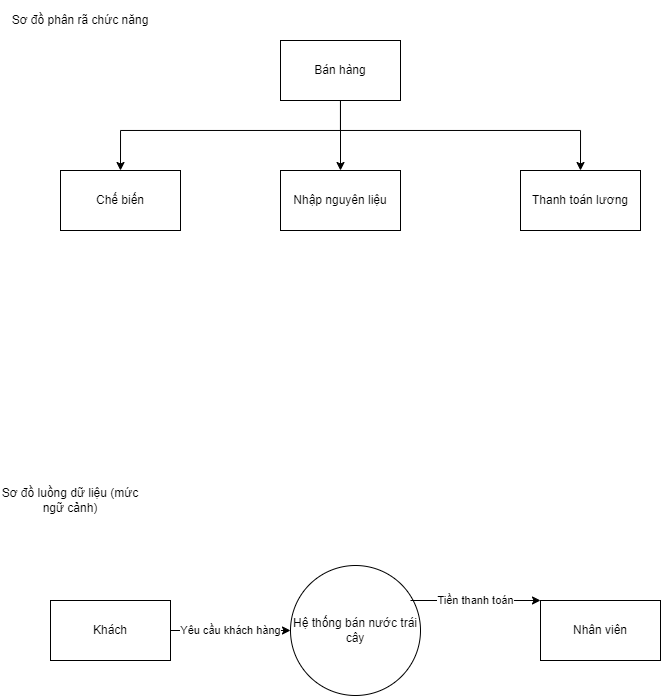 Sơ đồ phân rã chức năng
Bán hàng
Chế biến
Nhập nguyên liệu
Thanh toán lương
Sơ đồ luồng dữ liệu (mức
ngữ cảnh)
Khách
Yêu cầu khách hàng
Hệ thống bán nước trái
cây
Tiền thanh toán
Nhân viên